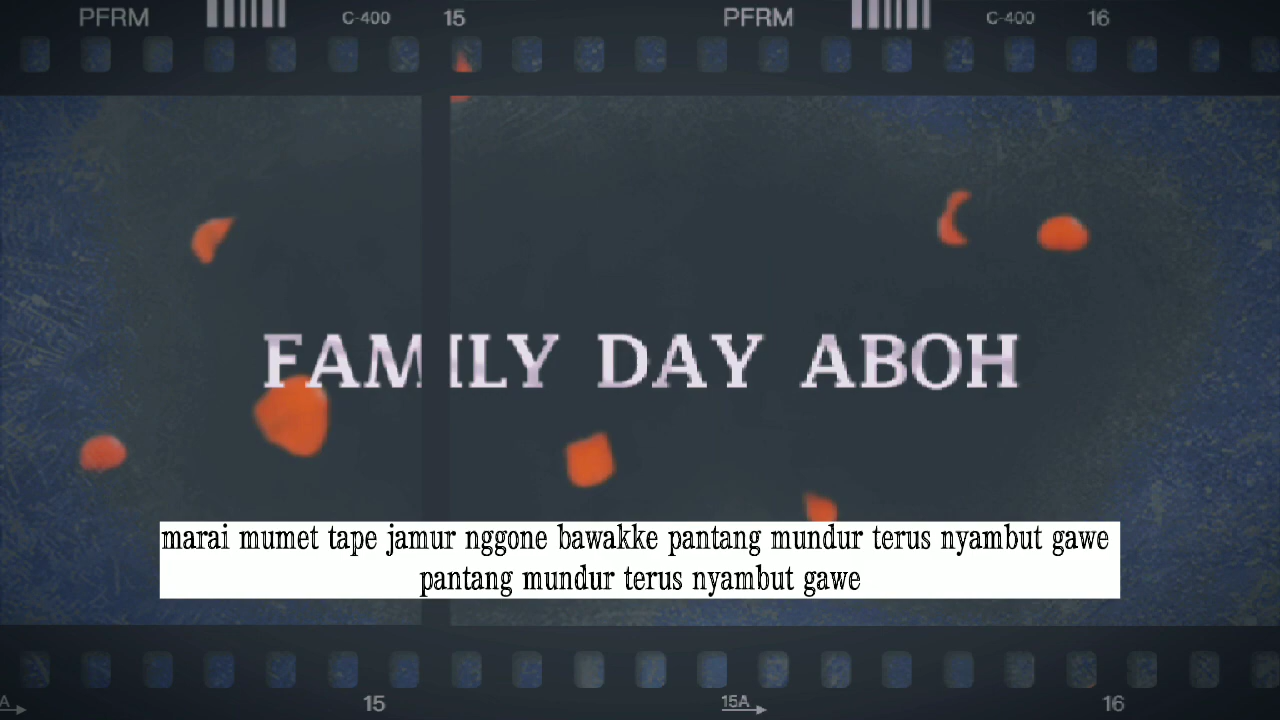 PFRM C-400 15 PFRM C-400 16
FAMILY DAY ABOH
marai mumet tape jamur nggone bawakke pantang mundur terus nyambut gawe
pantang mundur terus nyambut gawe
A 15 15A 16